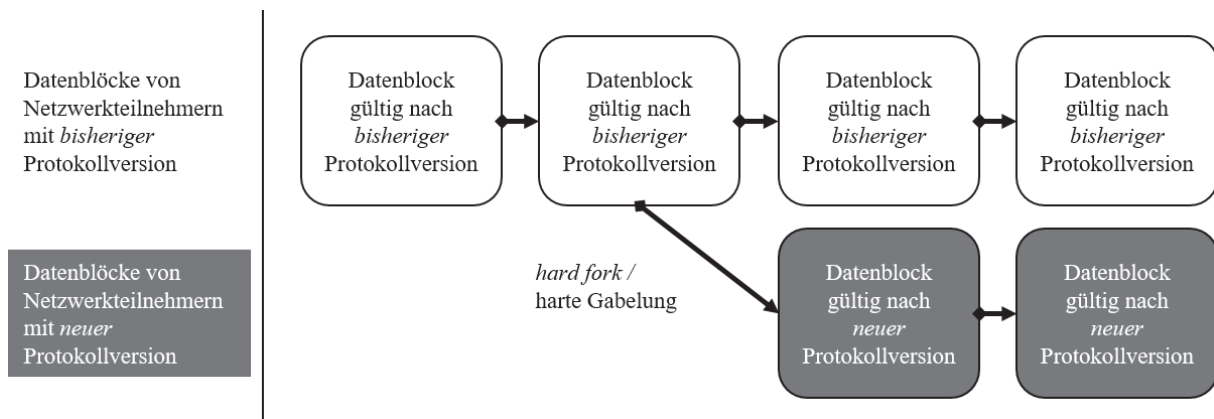 Datenblöcke von
Netzwerkteilnehmern
mit bisheriger
Protokollversion
Datenblock
gültig nach
bisheriger
Protokollversion
Datenblock
gültig nach
bisheriger
Protokollversion
Datenblock
gültig nach
bisheriger
Protokollversion
Datenblock
gültig nach
bisheriger
Protokollversion
Datenblöcke von
Netzwerkteilnehmern
mit neuer
Protokollversion
hard fork /
harte Gabelung
Datenblock
gültig nach
neuer
Protokollversion
Datenblock
gültig nach
neuer
Protokollversion